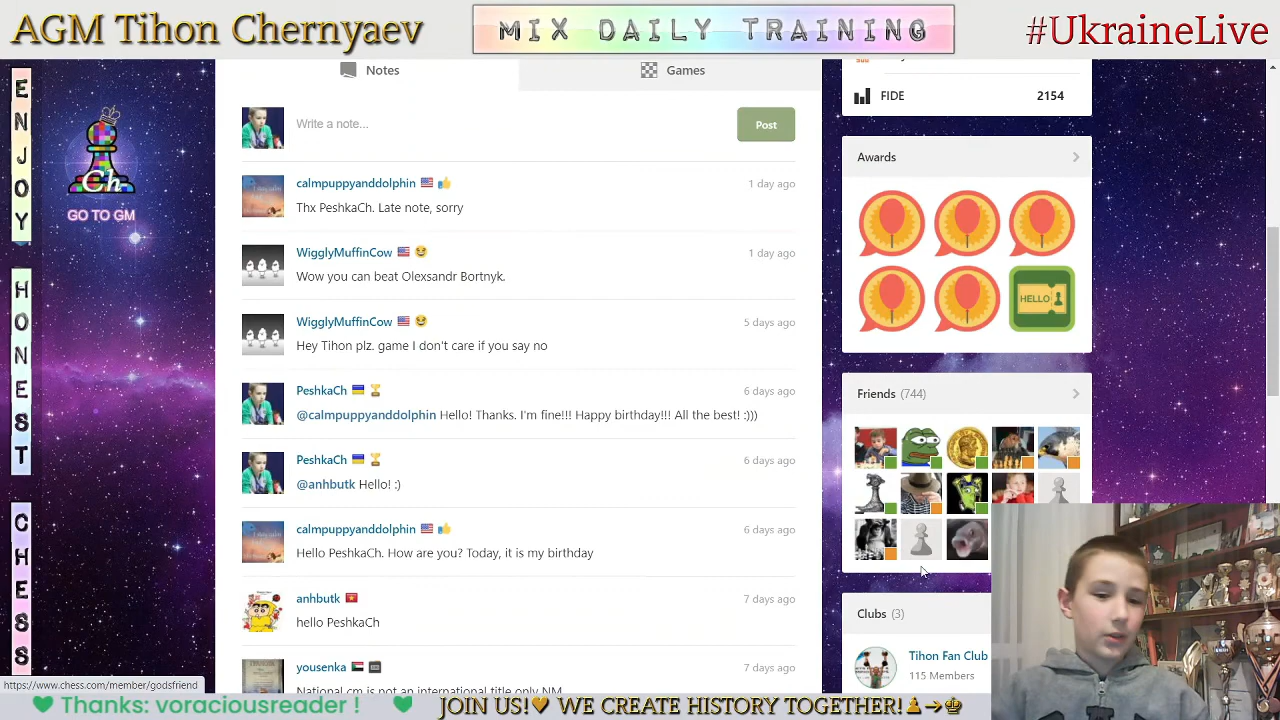 AGM Tihon Chernyaev
MIX DAILY TRAINING
#UkraineLive
ENJOY
HONEST
CHESS
Ch
GO TO GM
Notes
Games
Write a note...
Post
calmpuppyanddolphin
1 day ago
Thx PeshkaCh. Late note, sorry
WigglyMuffinCow
1 day ago
Wow you can beat Olexsandr Bortnyk.
WigglyMuffinCow
5 days ago
Hey Tihon plz. game I don't care if you say no
PeshkaCh
6 days ago
@calmpuppyanddolphin Hello! Thanks. I'm fine!!! Happy birthday!!! All the best! :)))
PeshkaCh
6 days ago
@anhbutk Hello! :)
calmpuppyanddolphin
6 days ago
Hello PeshkaCh. How are you? Today, it is my birthday
anhbutk
7 days ago
hello PeshkaCh
yousenka
7 days ago
FIDE
2154
Awards
HELLO
Friends (744)
Clubs (3)
Tihon Fan Club
115 Members
https://www.chess.com/member/godsfriend
Thanks: voraciousreader !
JOIN US! WE CREATE HISTORY TOGETHER!